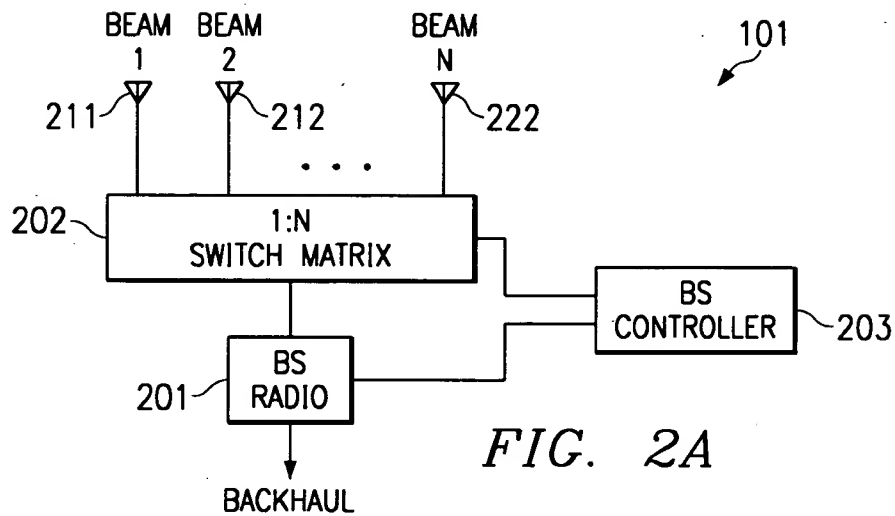 BEAM 1
BEAM 2
BEAM N
101
211
212
222
. . .
202
1:N
SWITCH MATRIX
BS
CONTROLLER
203
BS
RADIO
201
FIG. 2A
BACKHAUL